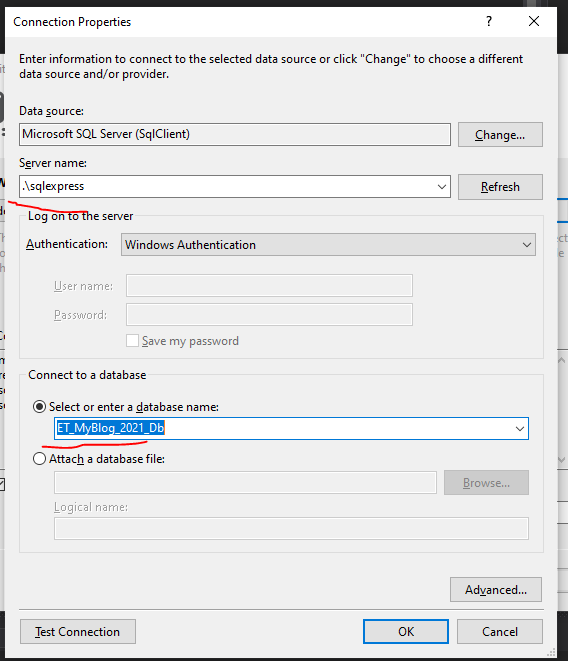 Connection Properties
? ×
Enter information to connect to the selected data source or click "Change" to choose a different
data source and/or provider.
Data source:
Microsoft SQL Server (SqlClient)
Change...
Server name:
.\sqlexpress
Refresh
Log on to the server
Authentication:
Windows Authentication
User name:
Password:
Save my password
Connect to a database
Select or enter a database name:
ET_MyBlog_2021_Db
Attach a database file:
Browse...
Logical name:
Advanced...
Test Connection
OK
Cancel